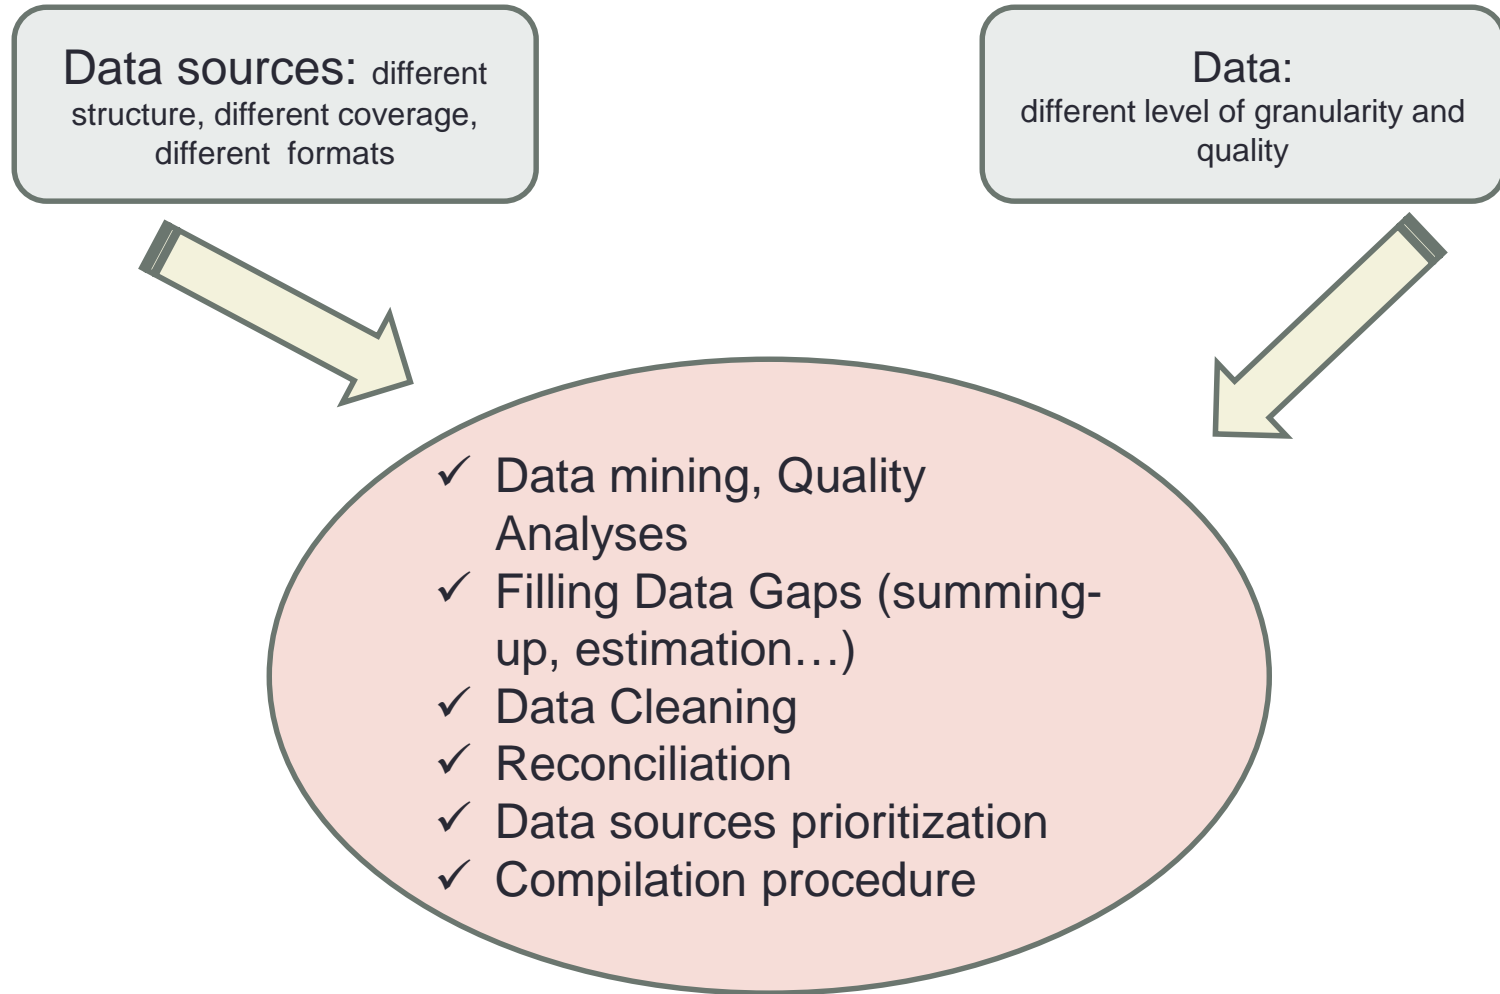 Data sources: different
structure, different coverage,
different formats
Data:
different level of granularity and
quality
✓ Data mining, Quality
Analyses
✓ Filling Data Gaps (summing-
up, estimation…)
✓ Data Cleaning
✓ Reconciliation
✓ Data sources prioritization
✓ Compilation procedure